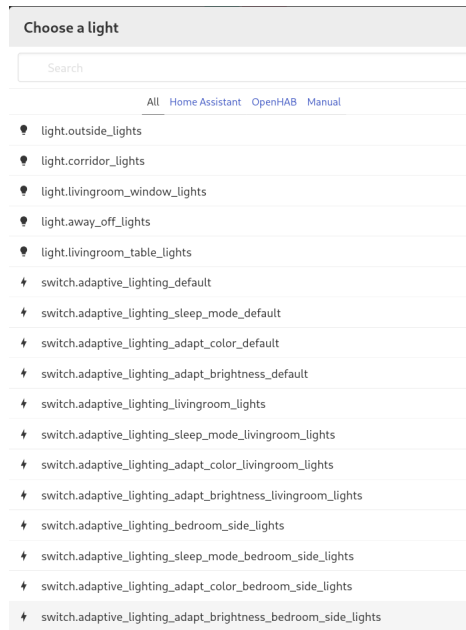 Choose a light
Search
All Home Assistant OpenHAB Manual
light.outside_lights
light.corridor_lights
light.livingroom_window_lights
light.away_off_lights
light.livingroom_table_lights
switch.adaptive_lighting_default
switch.adaptive_lighting_sleep_mode_default
switch.adaptive_lighting_adapt_color_default
switch.adaptive_lighting_adapt_brightness_default
switch.adaptive_lighting_livingroom_lights
switch.adaptive_lighting_sleep_mode_livingroom_lights
switch.adaptive_lighting_adapt_color_livingroom_lights
switch.adaptive_lighting_adapt_brightness_livingroom_lights
switch.adaptive_lighting_bedroom_side_lights
switch.adaptive_lighting_sleep_mode_bedroom_side_lights
switch.adaptive_lighting_adapt_color_bedroom_side_lights
switch.adaptive_lighting_adapt_brightness_bedroom_side_lights